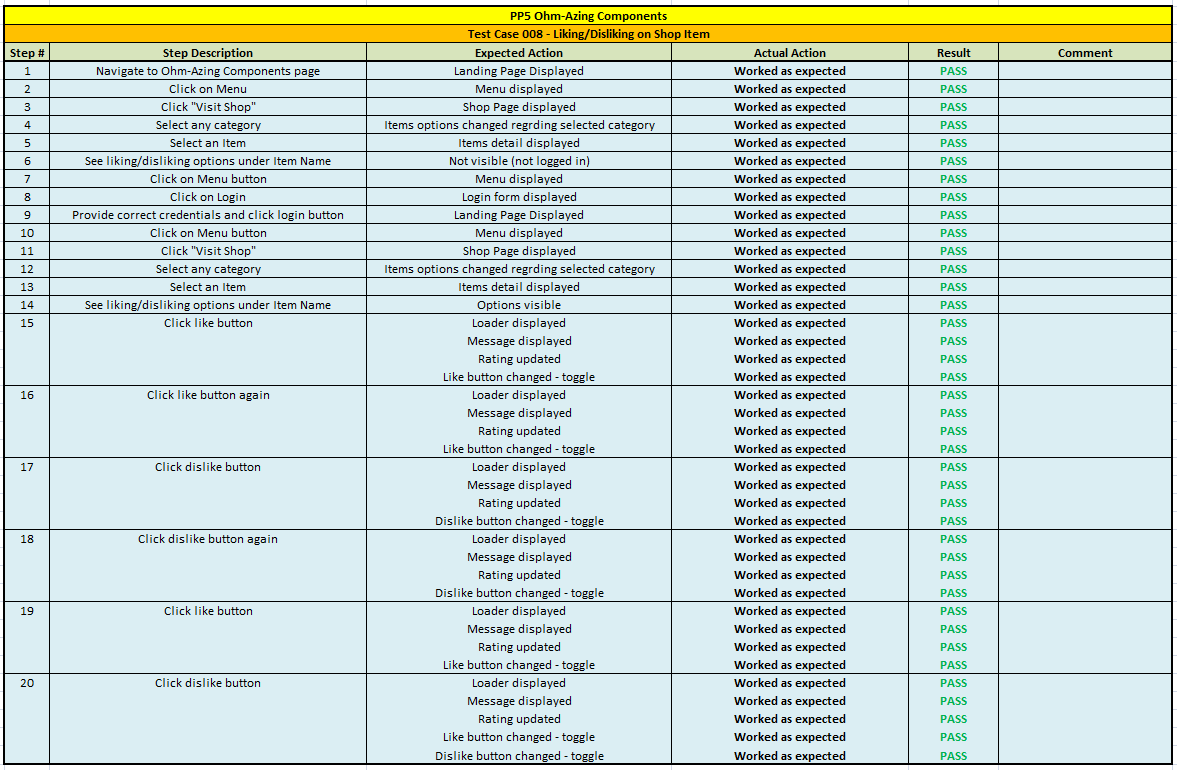 PP5 Ohm-Azing Components
Test Case 008 - Liking/Disliking on Shop Item
Step # Step Description Expected Action Actual Action Result Comment
1 Navigate to Ohm-Azing Components page Landing Page Displayed Worked as expected PASS
2 Click on Menu Menu displayed Worked as expected PASS
3 Click "Visit Shop" Shop Page displayed Worked as expected PASS
4 Select any category Items options changed regrding selected category Worked as expected PASS
5 Select an Item Items detail displayed Worked as expected PASS
6 See liking/disliking options under Item Name Not visible (not logged in) Worked as expected PASS
7 Click on Menu button Menu displayed Worked as expected PASS
8 Click on Login Login form displayed Worked as expected PASS
9 Provide correct credentials and click login button Landing Page Displayed Worked as expected PASS
10 Click on Menu button Menu displayed Worked as expected PASS
11 Click "Visit Shop" Shop Page displayed Worked as expected PASS
12 Select any category Items options changed regrding selected category Worked as expected PASS
13 Select an Item Items detail displayed Worked as expected PASS
14 See liking/disliking options under Item Name Options visible Worked as expected PASS
15 Click like button Loader displayed Worked as expected PASS
Message displayed Worked as expected PASS
Rating updated Worked as expected PASS
Like button changed - toggle Worked as expected PASS
16 Click like button again Loader displayed Worked as expected PASS
Message displayed Worked as expected PASS
Rating updated Worked as expected PASS
Like button changed - toggle Worked as expected PASS
17 Click dislike button Loader displayed Worked as expected PASS
Message displayed Worked as expected PASS
Rating updated Worked as expected PASS
Dislike button changed - toggle Worked as expected PASS
18 Click dislike button again Loader displayed Worked as expected PASS
Message displayed Worked as expected PASS
Rating updated Worked as expected PASS
Dislike button changed - toggle Worked as expected PASS
19 Click like button Loader displayed Worked as expected PASS
Message displayed Worked as expected PASS
Rating updated Worked as expected PASS
Like button changed - toggle Worked as expected PASS
20 Click dislike button Loader displayed Worked as expected PASS
Message displayed Worked as expected PASS
Rating updated Worked as expected PASS
Like button changed - toggle Worked as expected PASS
Dislike button changed - toggle Worked as expected PASS